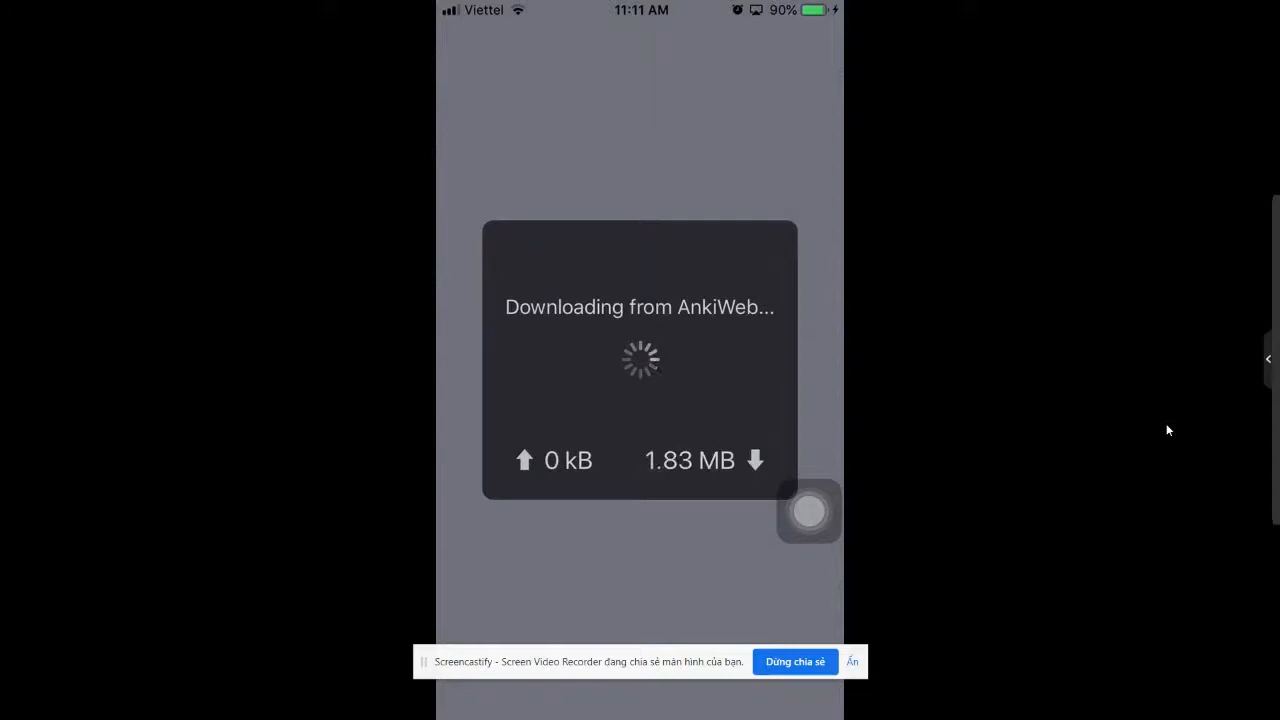 Viettel 11:11 AM 90%
Downloading from AnkiWeb...
0 kB 1.83 MB
Screencastify - Screen Video Recorder đang chia sẻ màn hình của bạn. Dừng chia sẻ Ẩn